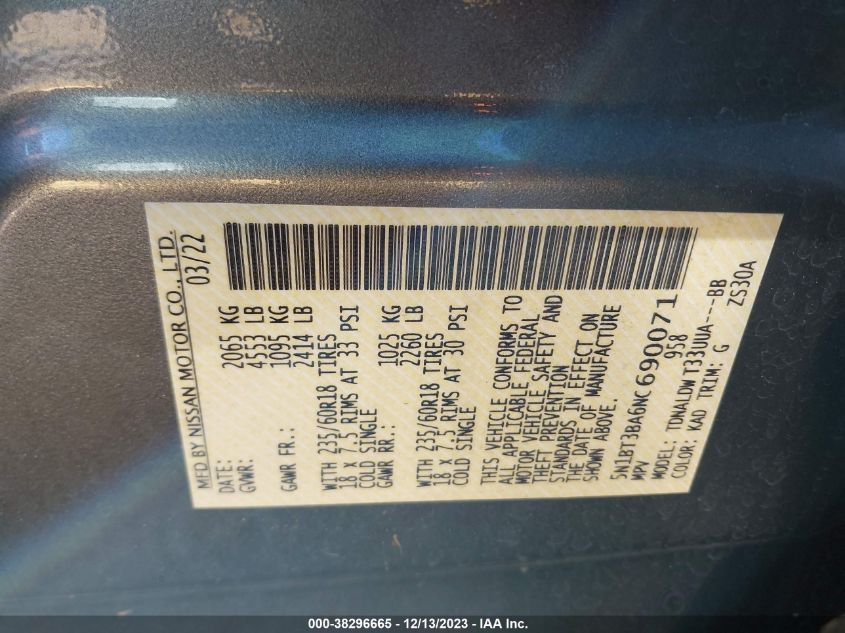 MFD BY NISSAN MOTOR CO., LTD.
DATE: 03/22
GVWR: 2065 KG
4553 LB
GAWR FR.: 1095 KG
2414 LB
WITH 235/60R18 TIRES
18 x 7.5 RIMS AT 33 PSI
COLD SINGLE
GAWR RR.: 1025 KG
2260 LB
WITH 235/60R18 TIRES
18 x 7.5 RIMS AT 30 PSI
COLD SINGLE
THIS VEHICLE CONFORMS TO
ALL APPLICABLE FEDERAL
MOTOR VEHICLE SAFETY AND
THEFT PREVENTION
STANDARDS IN EFFECT ON
THE DATE OF MANUFACTURE
SHOWN ABOVE.
5N1BT3BA6NC690071
MPV 958
MODEL: TDNALDW T33UUA----BB
COLOR: KAD TRIM: G ZS30A
000-38296665 - 12/13/2023 - IAA Inc.